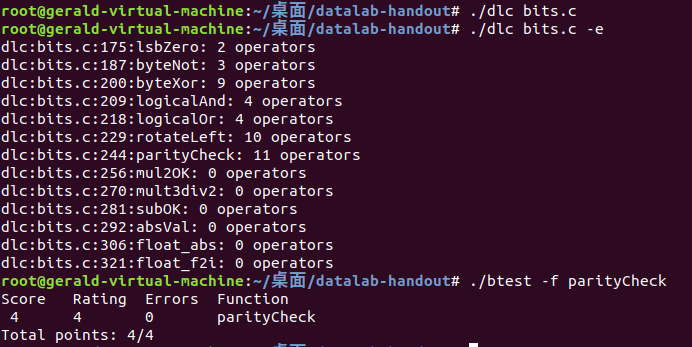 root@gerald-virtual-machine:~/桌面/datalab-handout# ./dlc bits.c
root@gerald-virtual-machine:~/桌面/datalab-handout# ./dlc bits.c -e
dlc:bits.c:175:lsbZero: 2 operators
dlc:bits.c:187:byteNot: 3 operators
dlc:bits.c:200:byteXor: 9 operators
dlc:bits.c:209:logicalAnd: 4 operators
dlc:bits.c:218:logicalOr: 4 operators
dlc:bits.c:229:rotateLeft: 10 operators
dlc:bits.c:244:parityCheck: 11 operators
dlc:bits.c:256:mul2OK: 0 operators
dlc:bits.c:270:mult3div2: 0 operators
dlc:bits.c:281:subOK: 0 operators
dlc:bits.c:292:absVal: 0 operators
dlc:bits.c:306:float_abs: 0 operators
dlc:bits.c:321:float_f2i: 0 operators
root@gerald-virtual-machine:~/桌面/datalab-handout# ./btest -f parityCheck
Score Rating Errors Function
4 4 0 parityCheck
Total points: 4/4